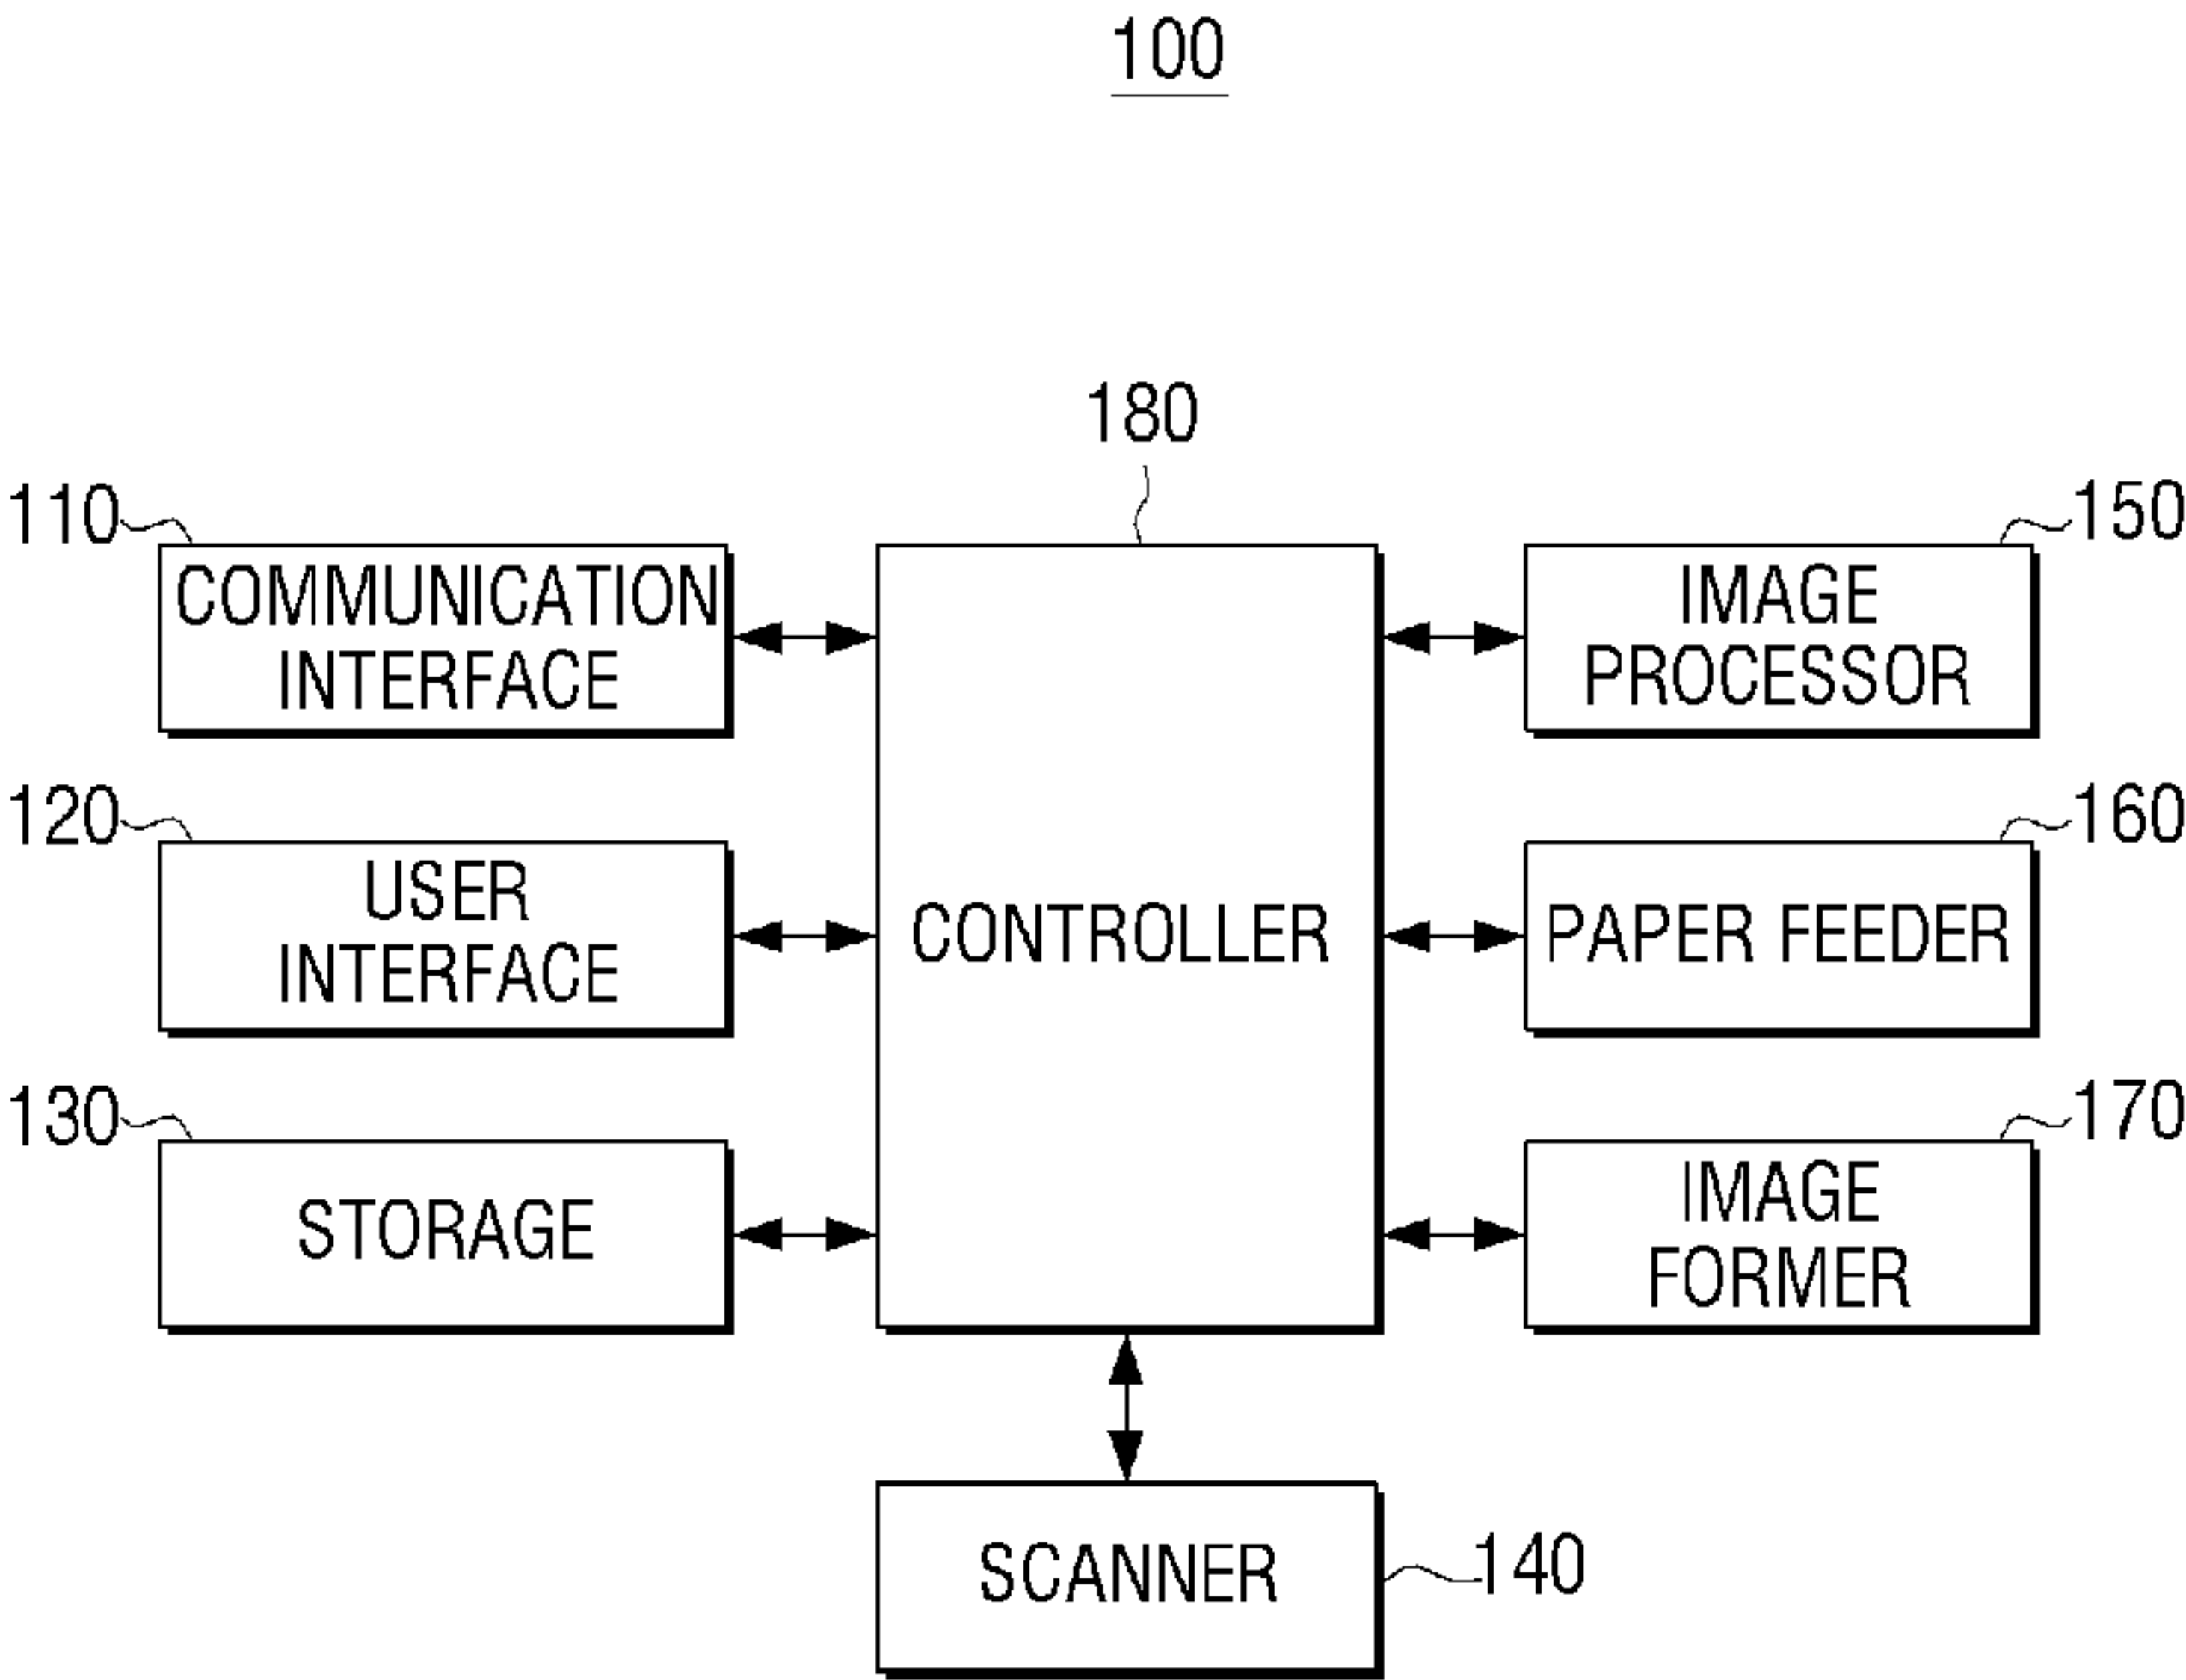 100
180
110
COMMUNICATION
INTERFACE
150
IMAGE
PROCESSOR
120
USER
INTERFACE
CONTROLLER
160
PAPER FEEDER
130
STORAGE
170
IMAGE
FORMER
SCANNER
140